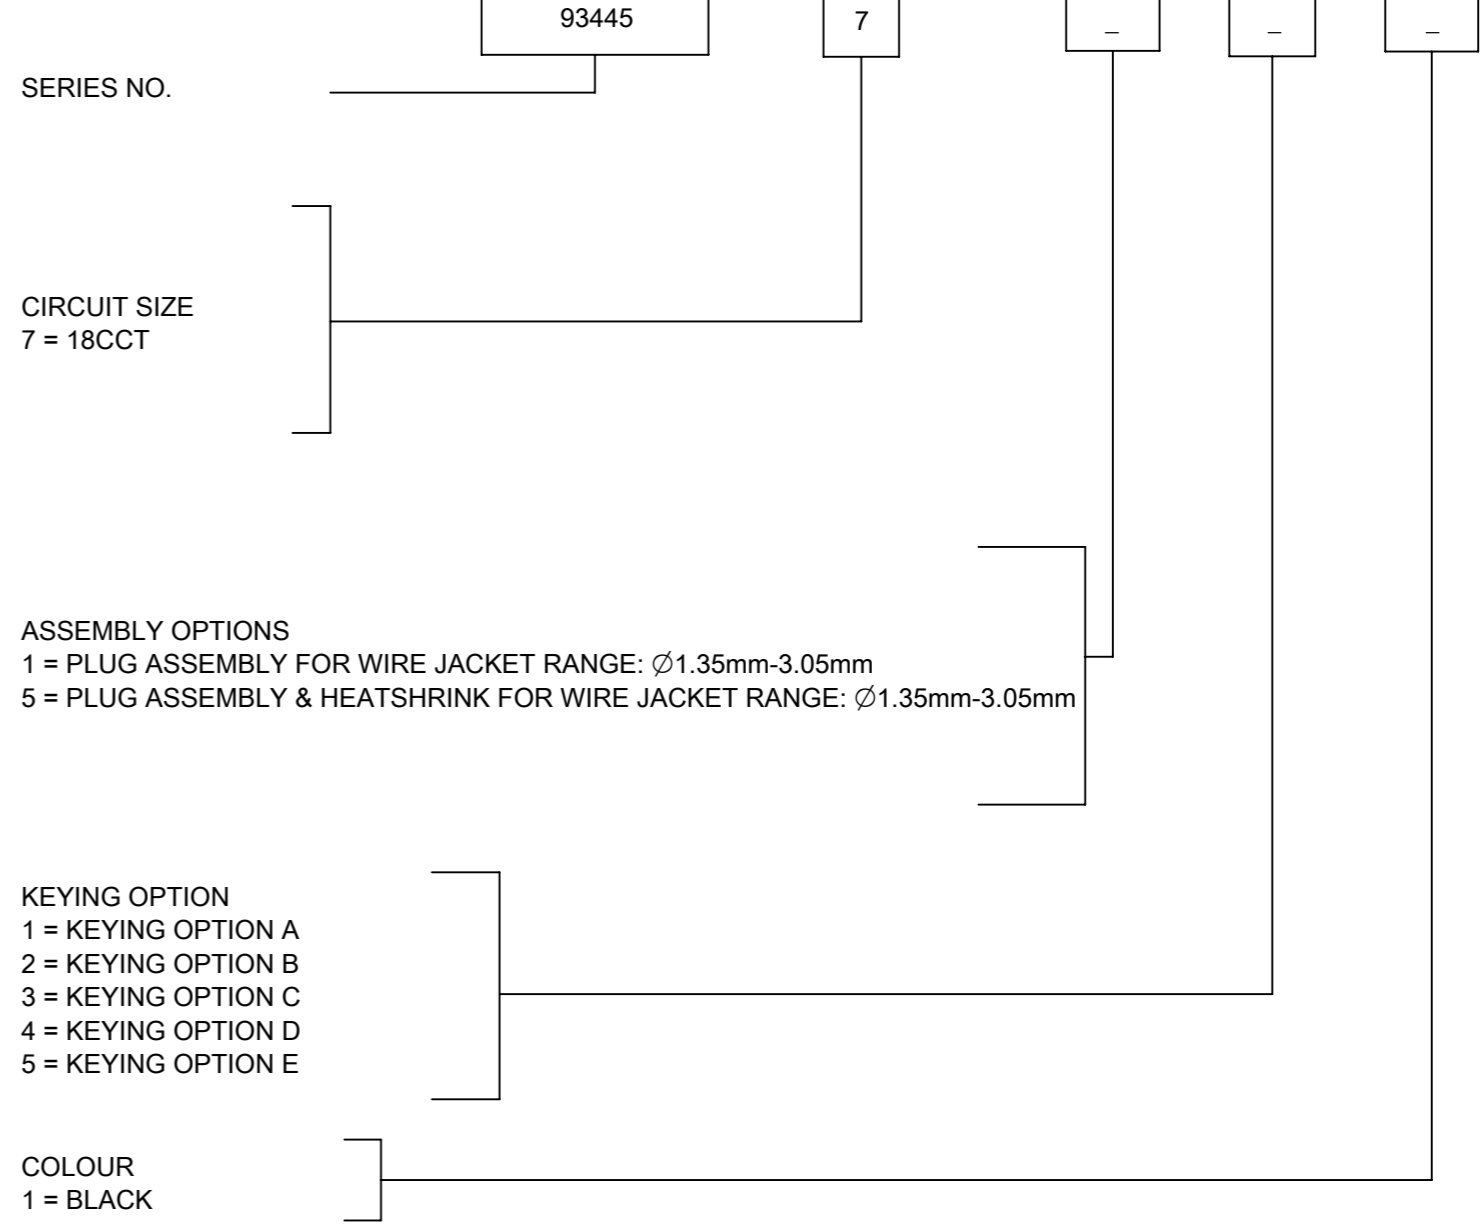 93445 7 _ _ _
SERIES NO.
CIRCUIT SIZE
7 = 18CCT
ASSEMBLY OPTIONS
1 = PLUG ASSEMBLY FOR WIRE JACKET RANGE: ∅1.35mm-3.05mm
5 = PLUG ASSEMBLY & HEATSHRINK FOR WIRE JACKET RANGE: ∅1.35mm-3.05mm
KEYING OPTION
1 = KEYING OPTION A
2 = KEYING OPTION B
3 = KEYING OPTION C
4 = KEYING OPTION D
5 = KEYING OPTION E
COLOUR
1 = BLACK